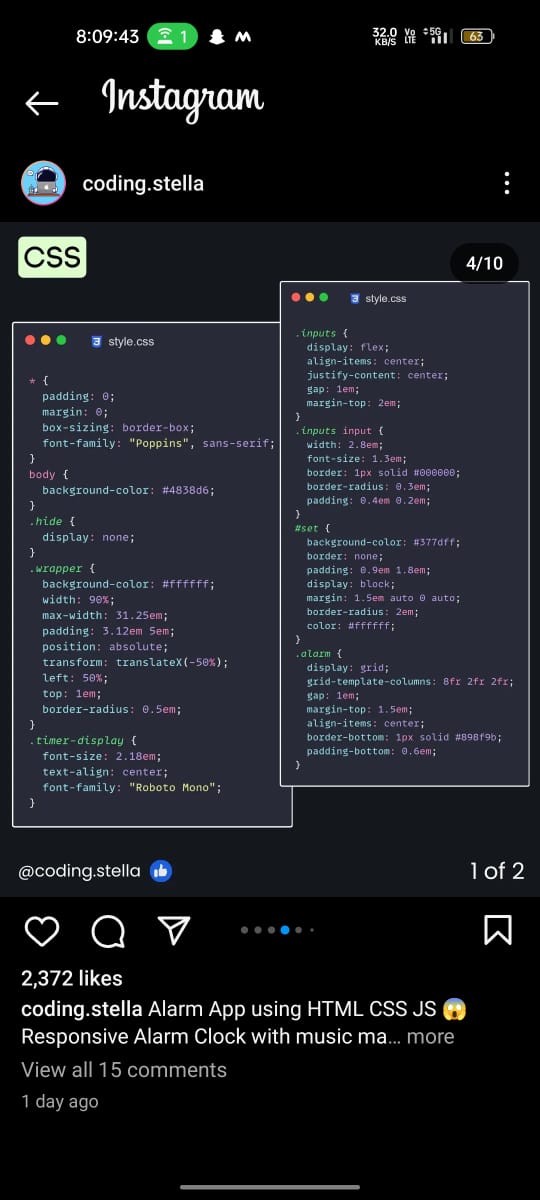 8:09:43 1 32.0 KB/S Vo LTE 5G 63
Instagram
coding.stella
CSS
4/10
style.css
* {
padding: 0;
margin: 0;
box-sizing: border-box;
font-family: "Poppins", sans-serif;
}
body {
background-color: #4838d6;
}
.hide {
display: none;
}
.wrapper {
background-color: #ffffff;
width: 90%;
max-width: 31.25em;
padding: 3.12em 5em;
position: absolute;
transform: translateX(-50%);
left: 50%;
top: 1em;
border-radius: 0.5em;
}
.timer-display {
font-size: 2.18em;
text-align: center;
font-family: "Roboto Mono";
}
style.css
.inputs {
display: flex;
align-items: center;
justify-content: center;
gap: 1em;
margin-top: 2em;
}
.inputs input {
width: 2.8em;
font-size: 1.3em;
border: 1px solid #000000;
border-radius: 0.3em;
padding: 0.4em 0.2em;
}
#set {
background-color: #377dff;
border: none;
padding: 0.9em 1.8em;
display: block;
margin: 1.5em auto 0 auto;
border-radius: 2em;
color: #ffffff;
}
.alarm {
display: grid;
grid-template-columns: 8fr 2fr 2fr;
gap: 1em;
margin-top: 1.5em;
align-items: center;
border-bottom: 1px solid #898f9b;
padding-bottom: 0.6em;
}
@coding.stella
1 of 2
2,372 likes
coding.stella Alarm App using HTML CSS JS 😱
Responsive Alarm Clock with music ma... more
View all 15 comments
1 day ago